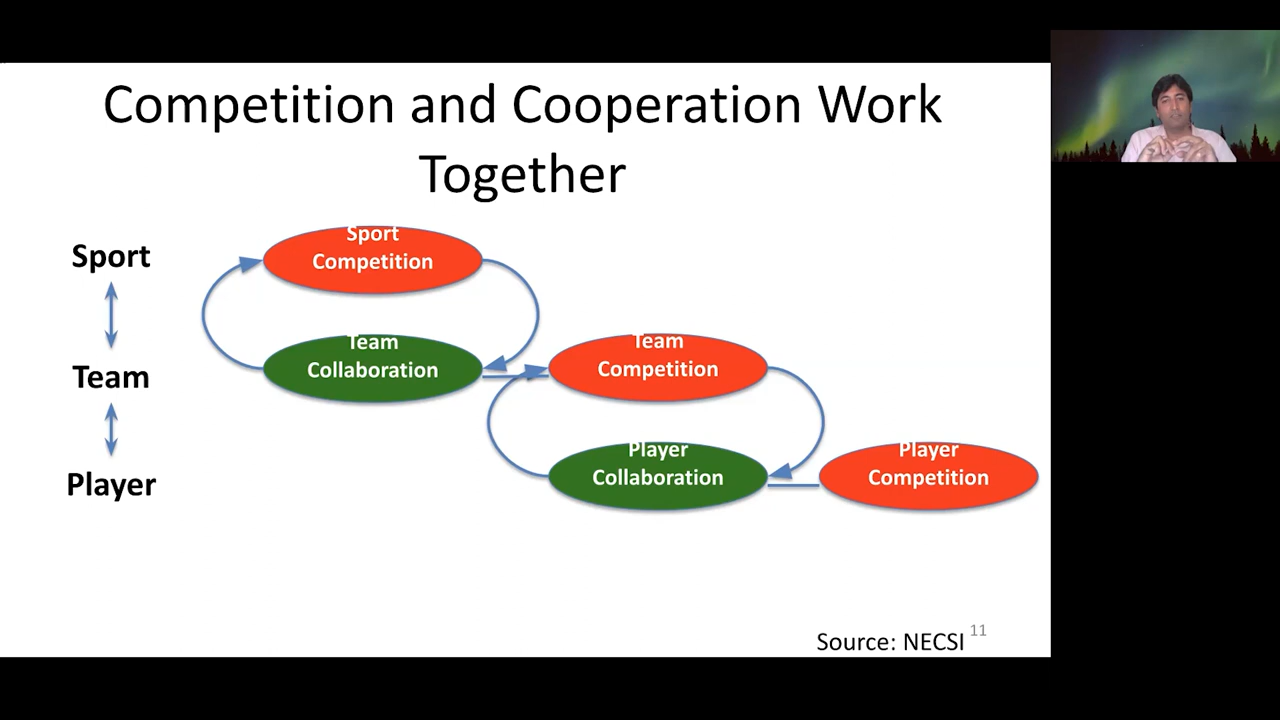 Competition and Cooperation Work
Together
Sport
Sport
Competition
Team
Team
Collaboration
Team
Competition
Player
Player
Collaboration
Player
Competition
Source: NECSI
11